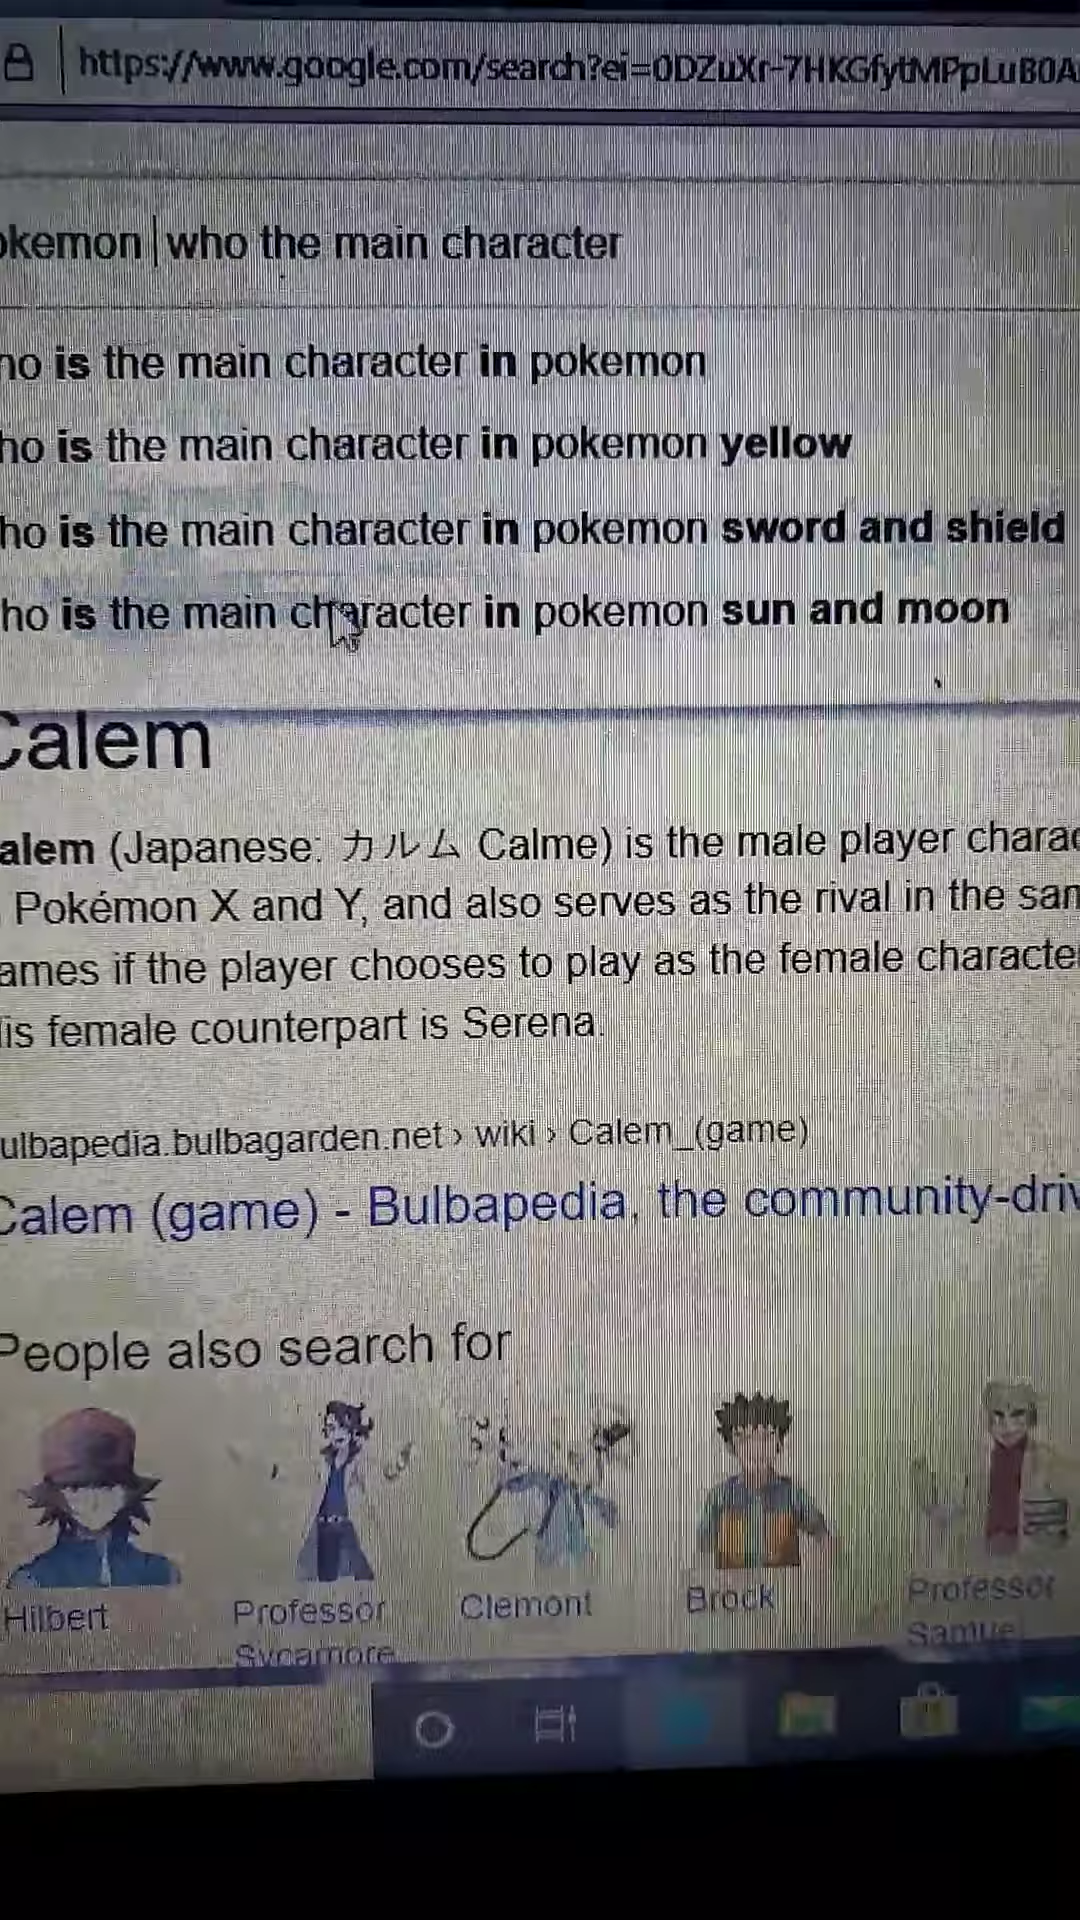 https://www.google.com/search?ei=0DZuXr-7HKGfytMPpLuB0A
okemon who the main character
ho is the main character in pokemon
ho is the main character in pokemon yellow
ho is the main character in pokemon sword and shield
ho is the main character in pokemon sun and moon
Calem
alem (Japanese: カルム Calme) is the male player charac
Pokémon X and Y, and also serves as the rival in the sam
ames if the player chooses to play as the female character
is female counterpart is Serena.
ulbapedia.bulbagarden.net › wiki › Calem_(game)
Calem (game) - Bulbapedia, the community-driv
People also search for
Hilbert
Professor Sycamore
Clemont
Brock
Professor Samuel